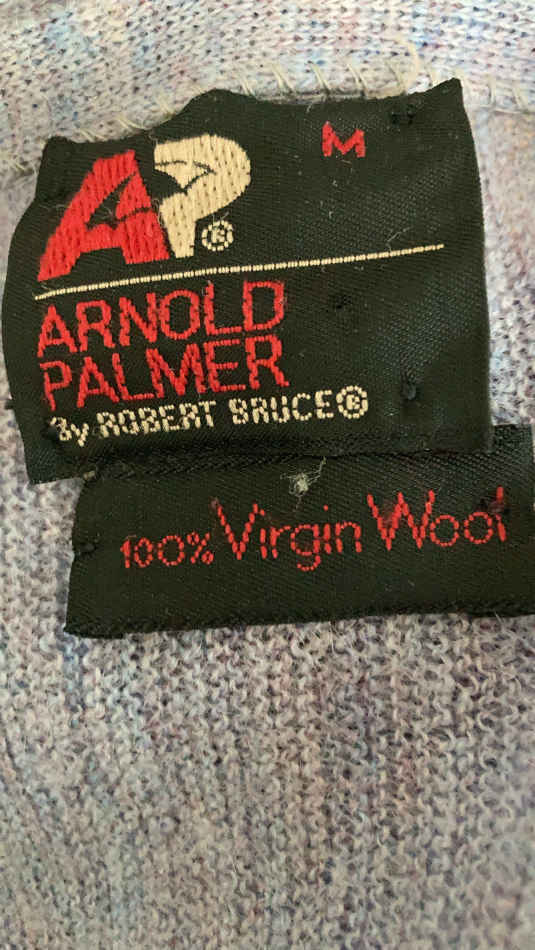 M
AP®
ARNOLD
PALMER
By ROBERT BRUCE®
100% Virgin Wool